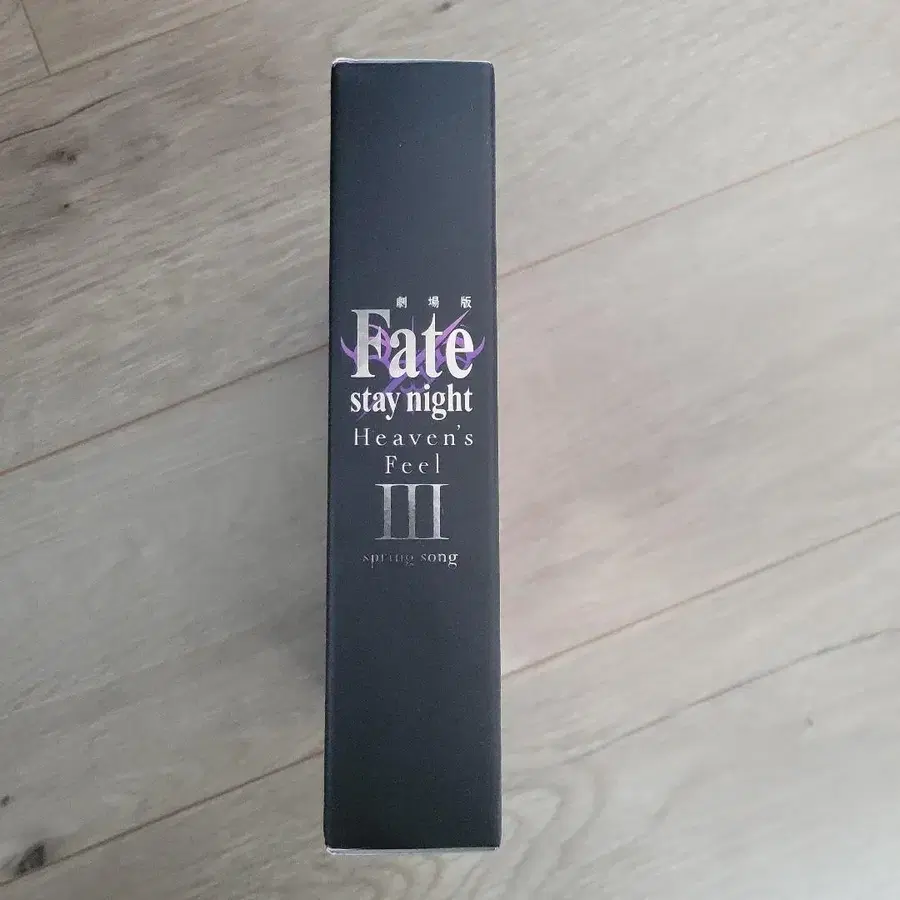 劇場版
Fate
stay night
Heaven's
Feel
III
spring song